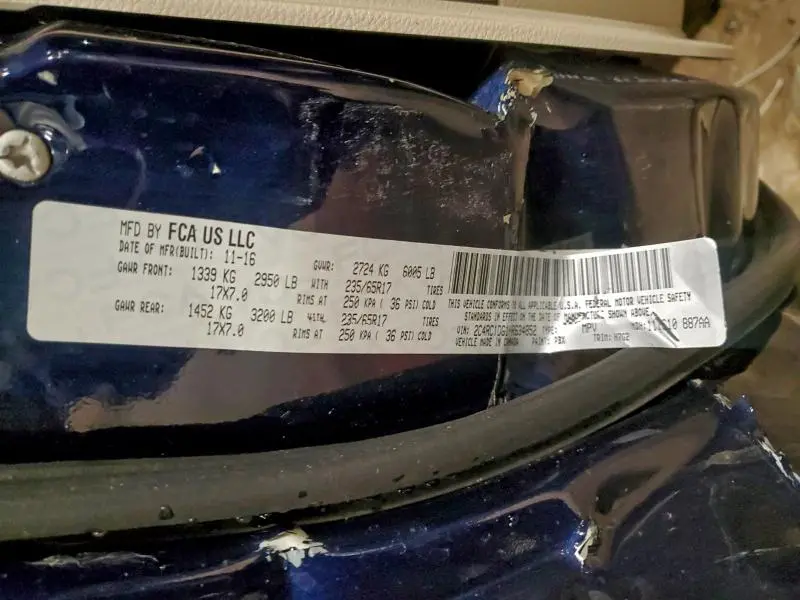 MFD BY FCA US LLC
DATE OF MFR(BUILT): 11-16
GVWR: 2724 KG 6005 LB
GAWR FRONT: 1339 KG 2950 LB WITH 235/65R17 TIRES
17X7.0 RIMS AT 250 KPA ( 36 PSI) COLD
GAWR REAR: 1452 KG 3200 LB WITH 235/65R17 TIRES
17X7.0 RIMS AT 250 KPA ( 36 PSI) COLD
THIS VEHICLE CONFORMS TO ALL APPLICABLE U.S.A. FEDERAL MOTOR VEHICLE SAFETY
STANDARDS IN EFFECT ON THE DATE OF MANUFACTURE SHOWN ABOVE.
VIN: TYPE: MPV MDH: 887AA
VEHICLE MADE IN CANADA PAINT: PBX TRIM: